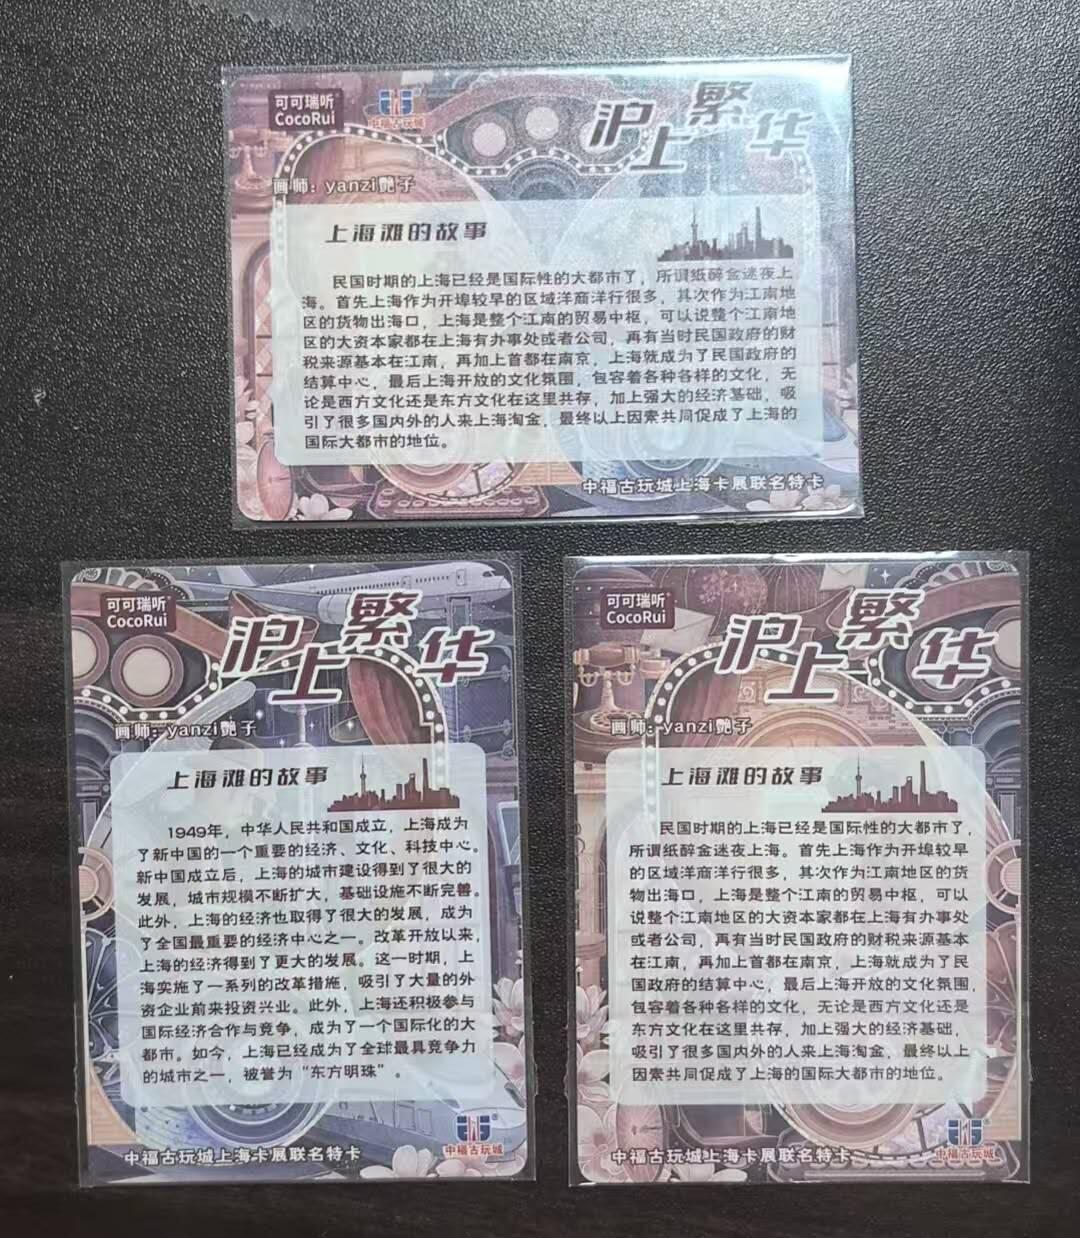 可可瑞听
CocoRui
中福古玩城
沪上繁华
画师：yanzi艷子
上海滩的故事
民国时期的上海已经是国际性的大都市了，所谓纸醉金迷夜上
海。首先上海作为开埠较早的区域洋商洋行很多，其次作为江南地
区的货物出海口，上海是整个江南的贸易中枢，可以说整个江南地
区的大资本家都在上海有办事处或者公司，再有当时民国政府的财
税来源基本在江南，再加上首都在南京，上海就成为了民国政府的
结算中心，最后上海开放的文化氛围，包容着各种各样的文化，无
论是西方文化还是东方文化在这里共存，加上强大的经济基础，吸
引了很多国内外的人来上海淘金，最终以上因素共同促成了上海的
国际大都市的地位。
中福古玩城上海卡展联名特卡
可可瑞听
CocoRui
沪上繁华
画师：yanzi艷子
上海滩的故事
1949年，中华人民共和国成立，上海成为
了新中国的一个重要的经济、文化、科技中心。
新中国成立后，上海的城市建设得到了很大的
发展，城市规模不断扩大，基础设施不断完善。
此外，上海的经济也取得了很大的发展，成为
了全国最重要的经济中心之一。改革开放以来，
上海的经济得到了更大的发展。这一时期，上
海实施了一系列的改革措施，吸引了大量的外
资企业前来投资兴业。此外，上海还积极参与
国际经济合作与竞争，成为了一个国际化的大
都市。如今，上海已经成为了全球最具竞争力
的城市之一，被誉为“东方明珠”。
中福古玩城
中福古玩城上海卡展联名特卡
可可瑞听
CocoRui
沪上繁华
画师：yanzi艷子
上海滩的故事
民国时期的上海已经是国际性的大都市了，
所谓纸醉金迷夜上海。首先上海作为开埠较早
的区域洋商洋行很多，其次作为江南地区的货
物出海口，上海是整个江南的贸易中枢，可以
说整个江南地区的大资本家都在上海有办事处
或者公司，再有当时民国政府的财税来源基本
在江南，再加上首都在南京，上海就成为了民
国政府的结算中心，最后上海开放的文化氛围，
包容着各种各样的文化，无论是西方文化还是
东方文化在这里共存，加上强大的经济基础，
吸引了很多国内外的人来上海淘金，最终以上
因素共同促成了上海的国际大都市的地位。
中福古玩城
中福古玩城上海卡展联名特卡